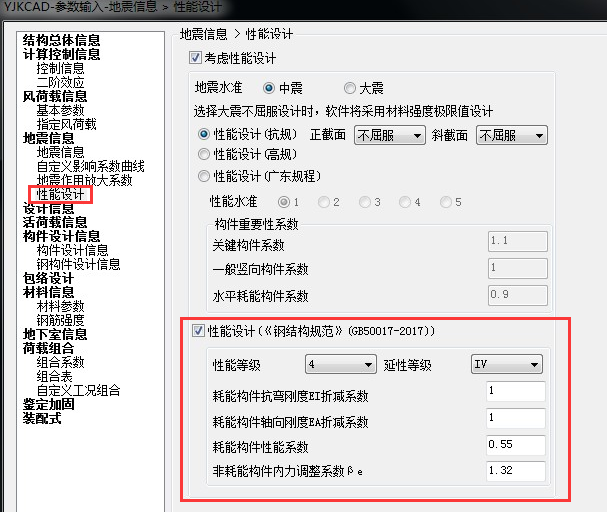 YJKCAD-参数输入-地震信息 > 性能设计
结构总体信息
计算控制信息
控制信息
二阶效应
风荷载信息
基本参数
指定风荷载
地震信息
地震信息
自定义影响系数曲线
地震作用放大系数
性能设计
设计信息
活荷载信息
构件设计信息
构件设计信息
钢构件设计信息
包络设计
材料信息
材料参数
钢筋强度
地下室信息
荷载组合
组合系数
组合表
自定义工况组合
鉴定加固
装配式
地震信息 > 性能设计
考虑性能设计
地震水准 中震 大震
选择大震不屈服设计时，软件将采用材料强度极限值设计
性能设计(抗规) 正截面 不屈服 斜截面 不屈服
性能设计(高规)
性能设计(广东规程)
性能水准 1 2 3 4 5
构件重要性系数
关键构件系数 1.1
一般竖向构件系数 1
水平耗能构件系数 0.9
性能设计(《钢结构规范》(GB50017-2017))
性能等级 4 延性等级 IV
耗能构件抗弯刚度EI折减系数 1
耗能构件轴向刚度EA折减系数 1
耗能构件性能系数 0.55
非耗能构件内力调整系数βe 1.32